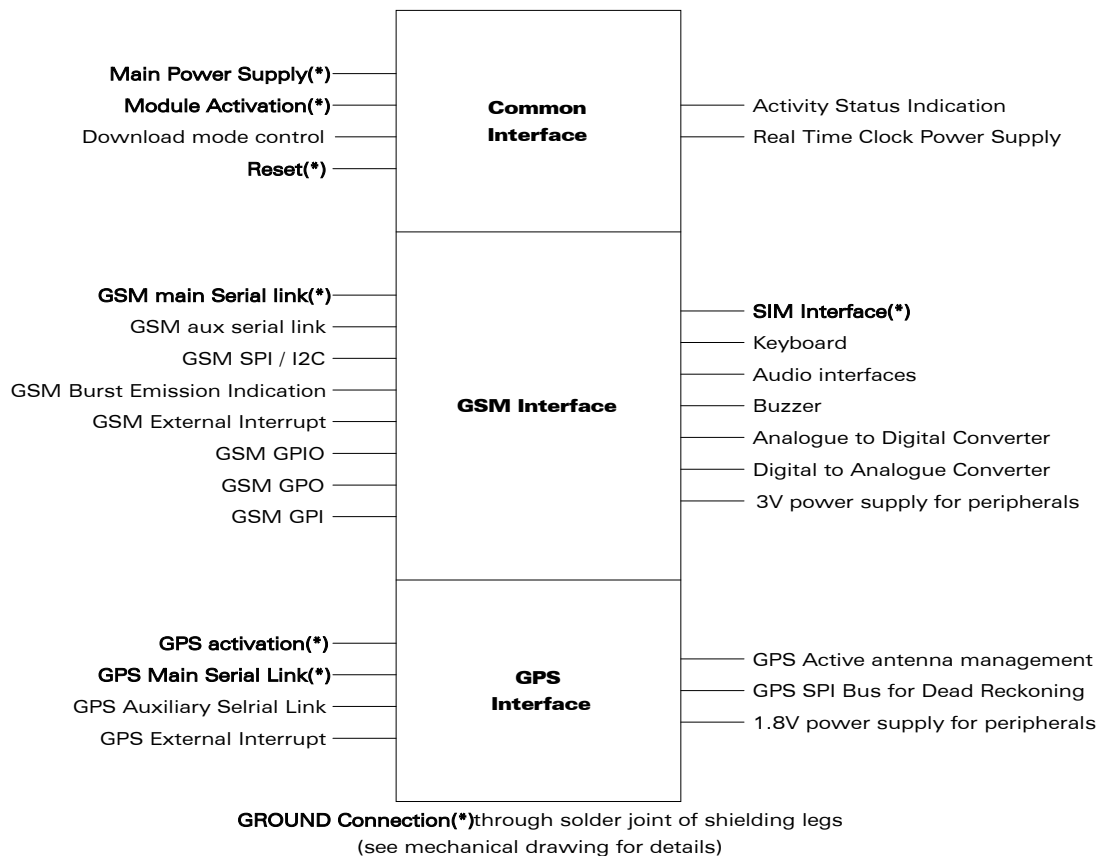 Main Power Supply(*)
Module Activation(*)
Download mode control
Reset(*)
Common
Interface
Activity Status Indication
Real Time Clock Power Supply
GSM main Serial link(*)
GSM aux serial link
GSM SPI / I2C
GSM Burst Emission Indication
GSM External Interrupt
GSM GPIO
GSM GPO
GSM GPI
GSM Interface
SIM Interface(*)
Keyboard
Audio interfaces
Buzzer
Analogue to Digital Converter
Digital to Analogue Converter
3V power supply for peripherals
GPS activation(*)
GPS Main Serial Link(*)
GPS Auxiliary Selrial Link
GPS External Interrupt
GPS
Interface
GPS Active antenna management
GPS SPI Bus for Dead Reckoning
1.8V power supply for peripherals
GROUND Connection(*)through solder joint of shielding legs
(see mechanical drawing for details)